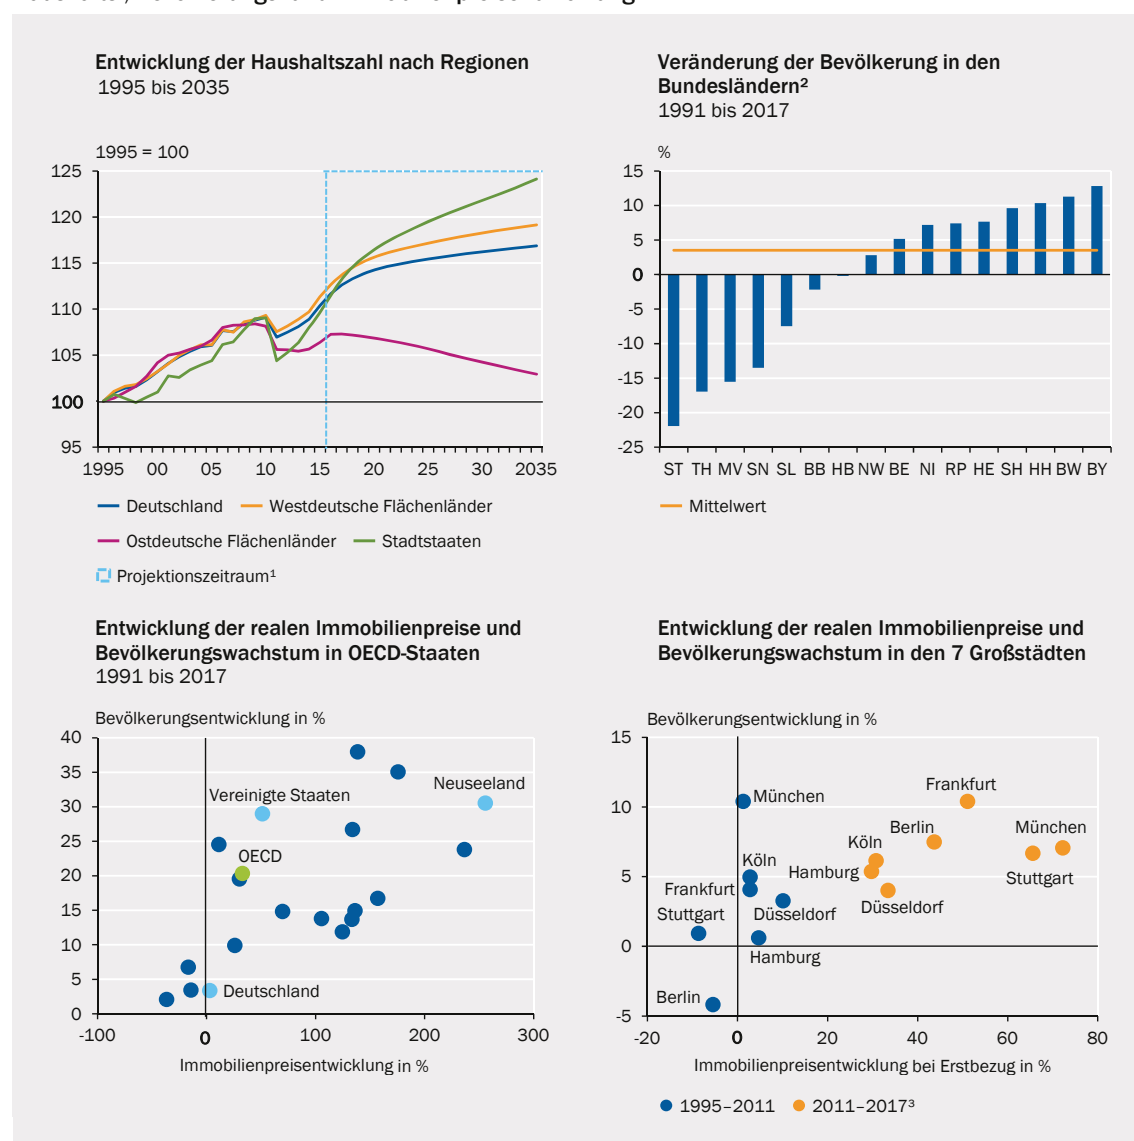 Entwicklung der Haushaltszahl nach Regionen
1995 bis 2035
1995 = 100
125
120
115
110
105
100
95
1995 00 05 10 15 20 25 30 2035
Deutschland Westdeutsche Flächenländer
Ostdeutsche Flächenländer Stadtstaaten
Projektionszeitraum¹
Veränderung der Bevölkerung in den
Bundesländern²
1991 bis 2017
%
15
10
5
0
-5
-10
-15
-20
-25
ST TH MV SN SL BB HB NW BE NI RP HE SH HH BW BY
Mittelwert
Entwicklung der realen Immobilienpreise und
Bevölkerungswachstum in OECD-Staaten
1991 bis 2017
Bevölkerungsentwicklung in %
40
35
30
25
20
15
10
5
0
Neuseeland
Vereinigte Staaten
OECD
Deutschland
-100 0 100 200 300
Immobilienpreisentwicklung in %
Entwicklung der realen Immobilienpreise und
Bevölkerungswachstum in den 7 Großstädten
Bevölkerungsentwicklung in %
15
10
5
0
-5
Frankfurt
München
Berlin
München
Köln
Köln
Hamburg
Stuttgart
Frankfurt
Düsseldorf
Stuttgart
Düsseldorf
Hamburg
Berlin
-20 0 20 40 60 80
Immobilienpreisentwicklung bei Erstbezug in %
1995–2011 2011–2017³